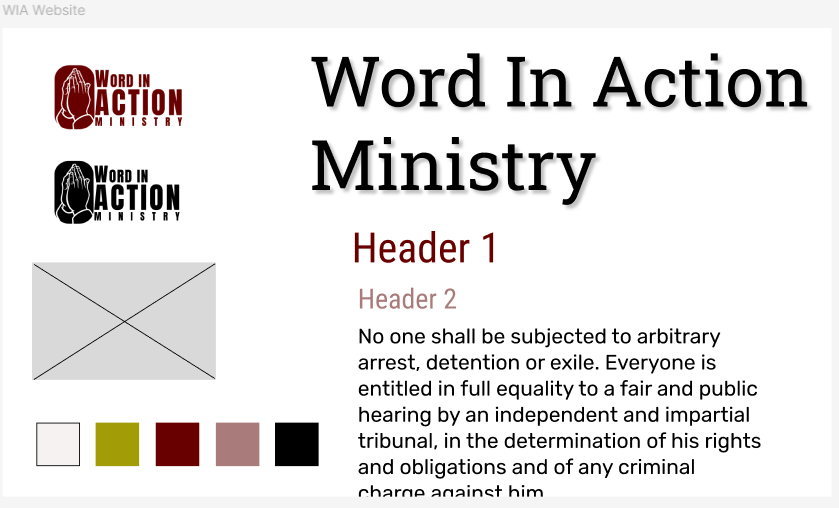 WIA Website
WORD IN
ACTION
MINISTRY
WORD IN
ACTION
MINISTRY
Word In Action
Ministry
Header 1
Header 2
No one shall be subjected to arbitrary
arrest, detention or exile. Everyone is
entitled in full equality to a fair and public
hearing by an independent and impartial
tribunal, in the determination of his rights
and obligations and of any criminal
charge against him